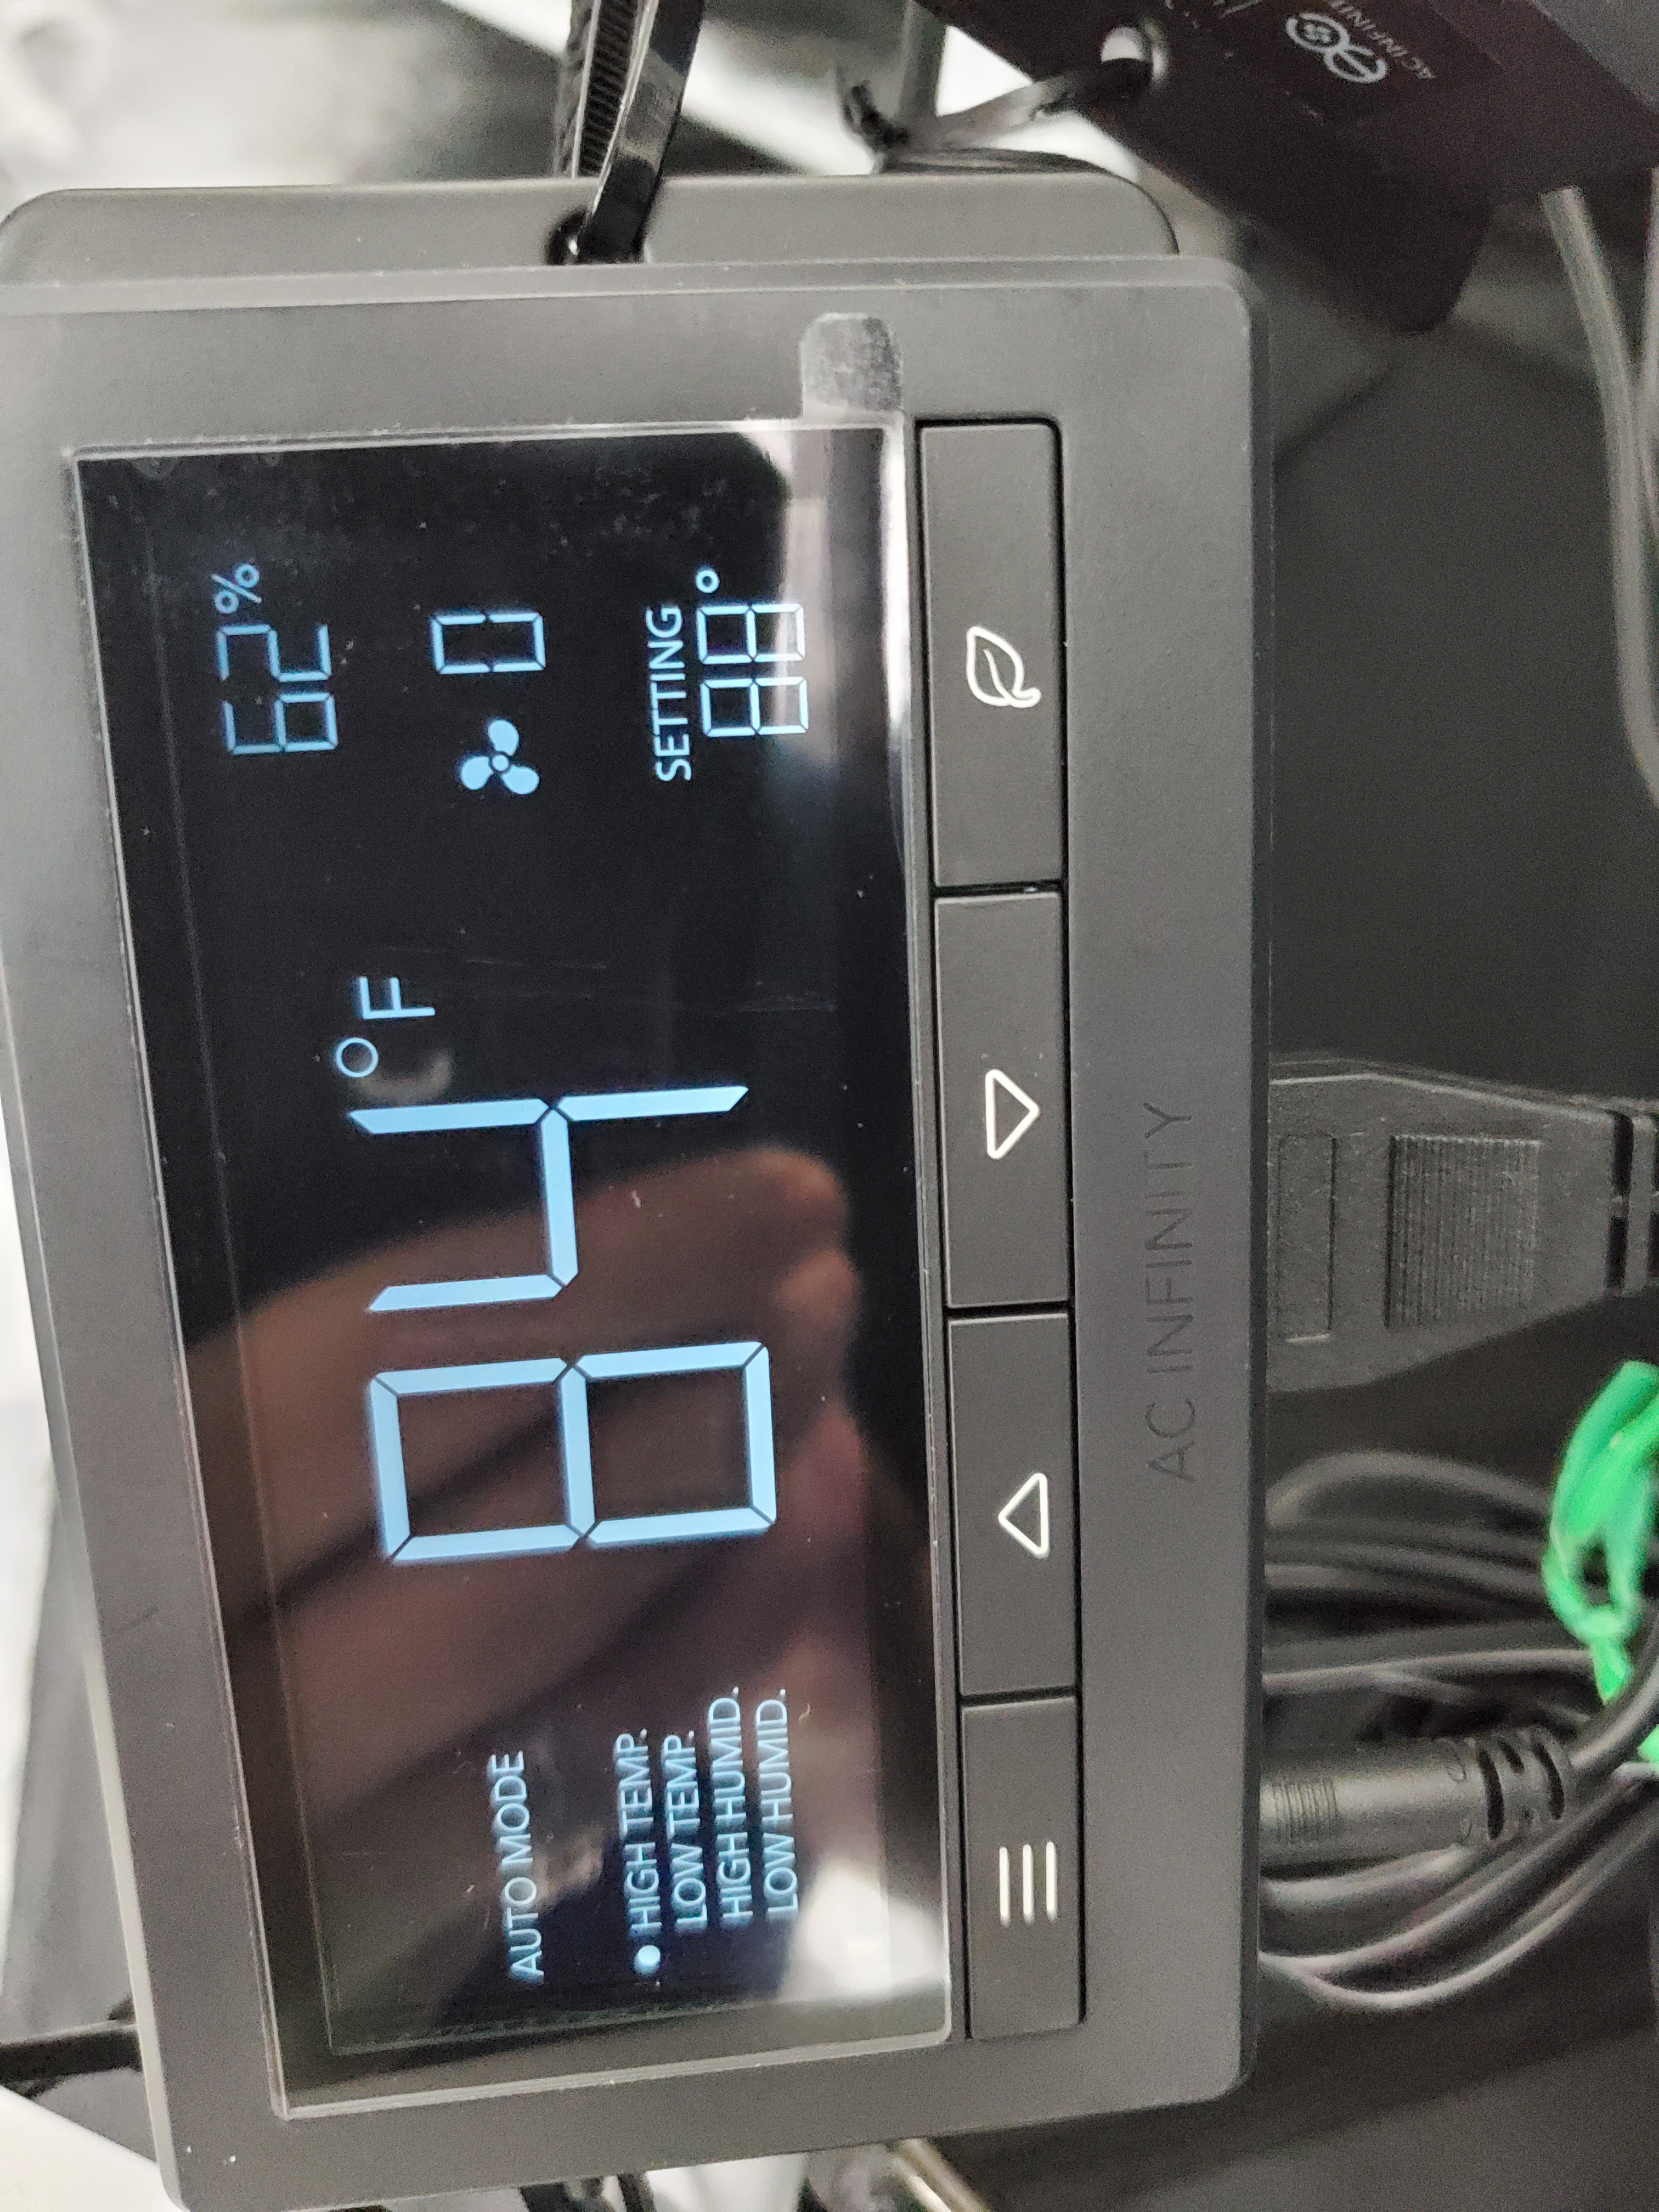 62%
84 °F
0
AUTO MODE
SETTING
88°
HIGH TEMP.
LOW TEMP.
HIGH HUMID.
LOW HUMID.
AC INFINITY